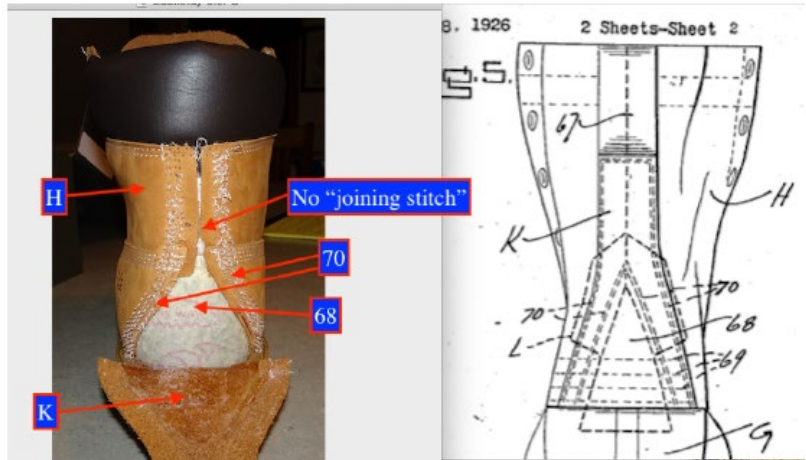 H
No “joining stitch”
70
68
K
8. 1926
2 Sheets-Sheet 2
g.5.
67
K
H
70
70
68
L
69
G